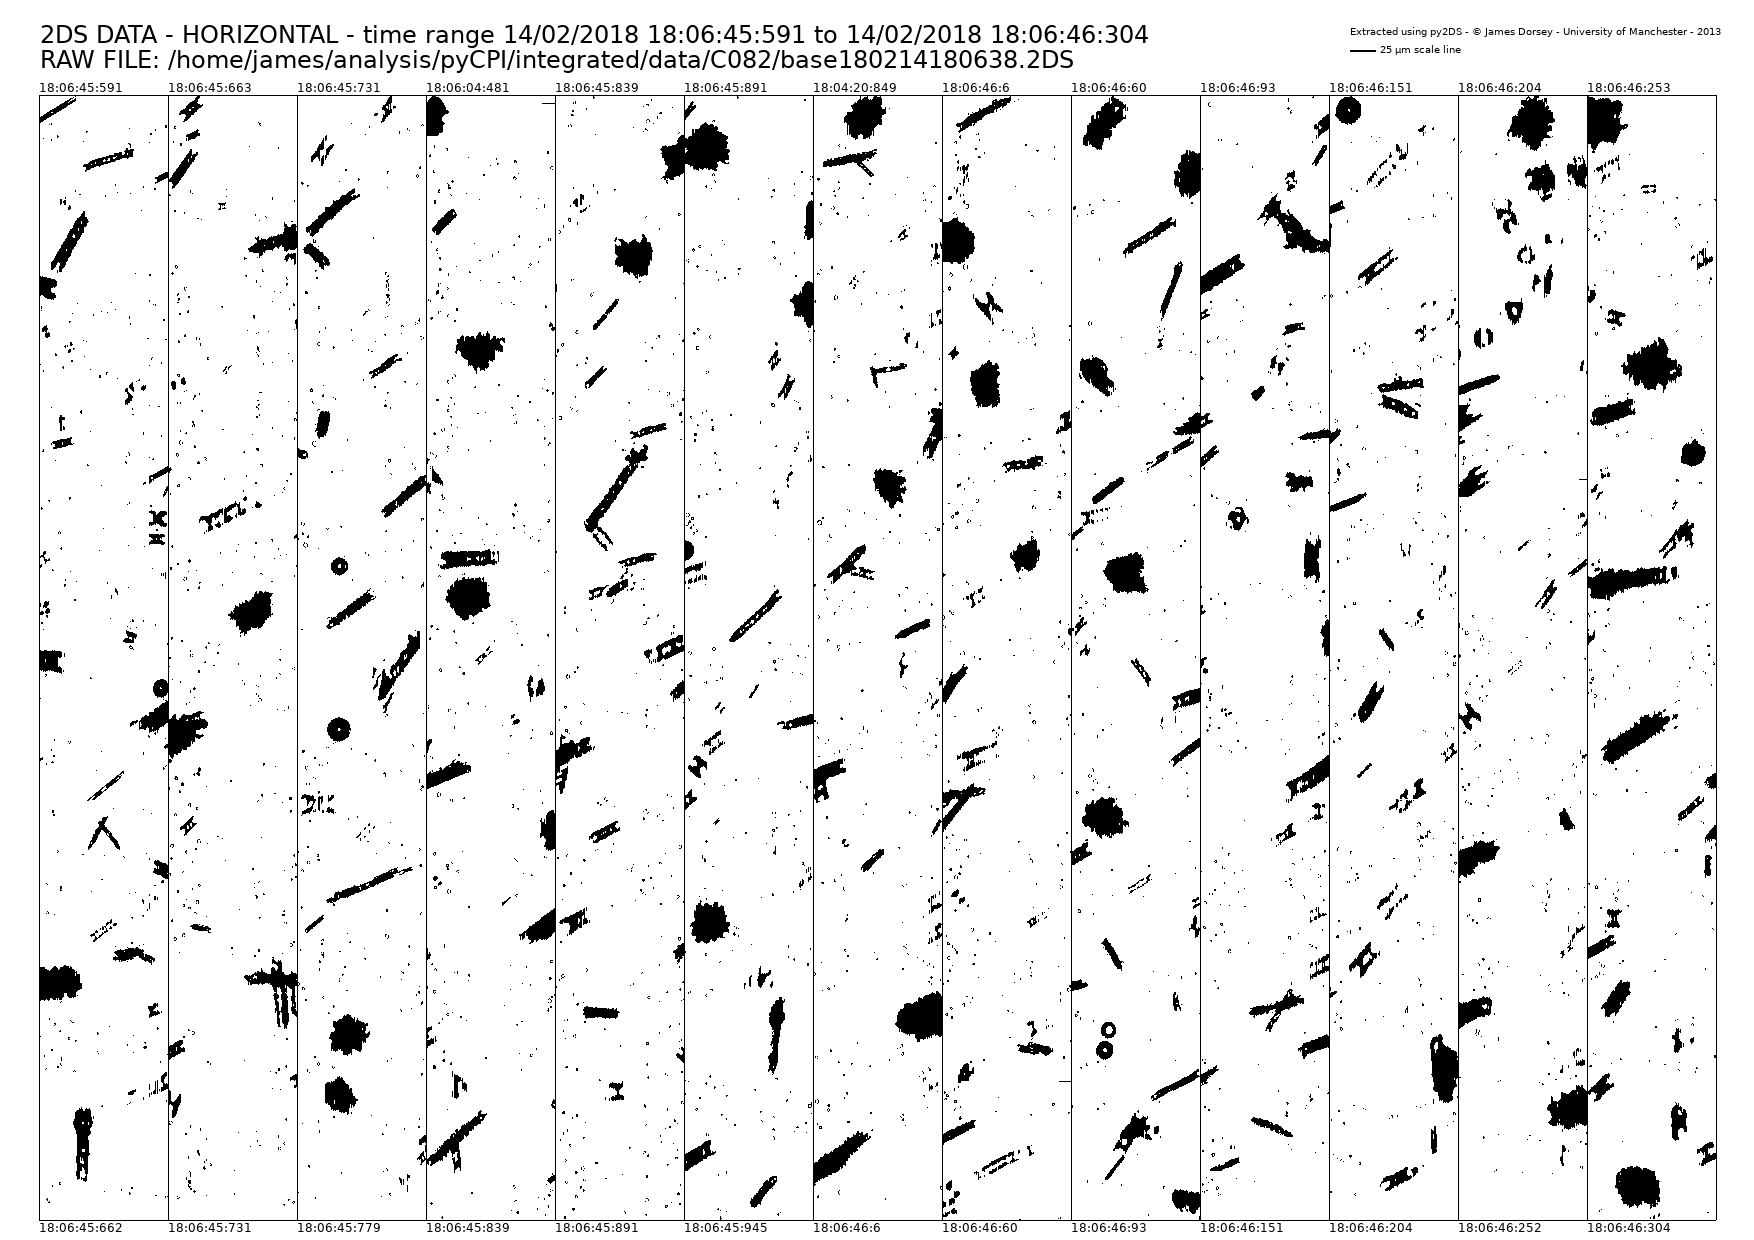 2DS DATA - HORIZONTAL - time range 14/02/2018 18:06:45:591 to 14/02/2018 18:06:46:304
RAW FILE: /home/james/analysis/pyCPI/integrated/data/C082/base180214180638.2DS
Extracted using py2DS - © James Dorsey - University of Manchester - 2013
25 µm scale line
18:06:45:591 18:06:45:663 18:06:45:731 18:06:04:481 18:06:45:839 18:06:45:891 18:04:20:849 18:06:46:6 18:06:46:60 18:06:46:93 18:06:46:151 18:06:46:204 18:06:46:253
18:06:45:662 18:06:45:731 18:06:45:779 18:06:45:839 18:06:45:891 18:06:45:945 18:06:46:6 18:06:46:60 18:06:46:93 18:06:46:151 18:06:46:204 18:06:46:252 18:06:46:304